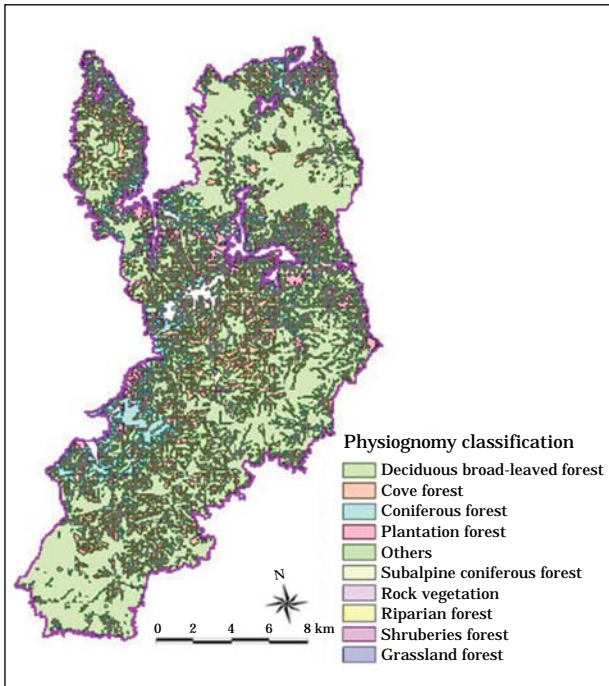 Physiognomy classification
Deciduous broad-leaved forest
Cove forest
Coniferous forest
Plantation forest
Others
Subalpine coniferous forest
Rock vegetation
Riparian forest
Shruberies forest
Grassland forest
N
0 2 4 6 8 km